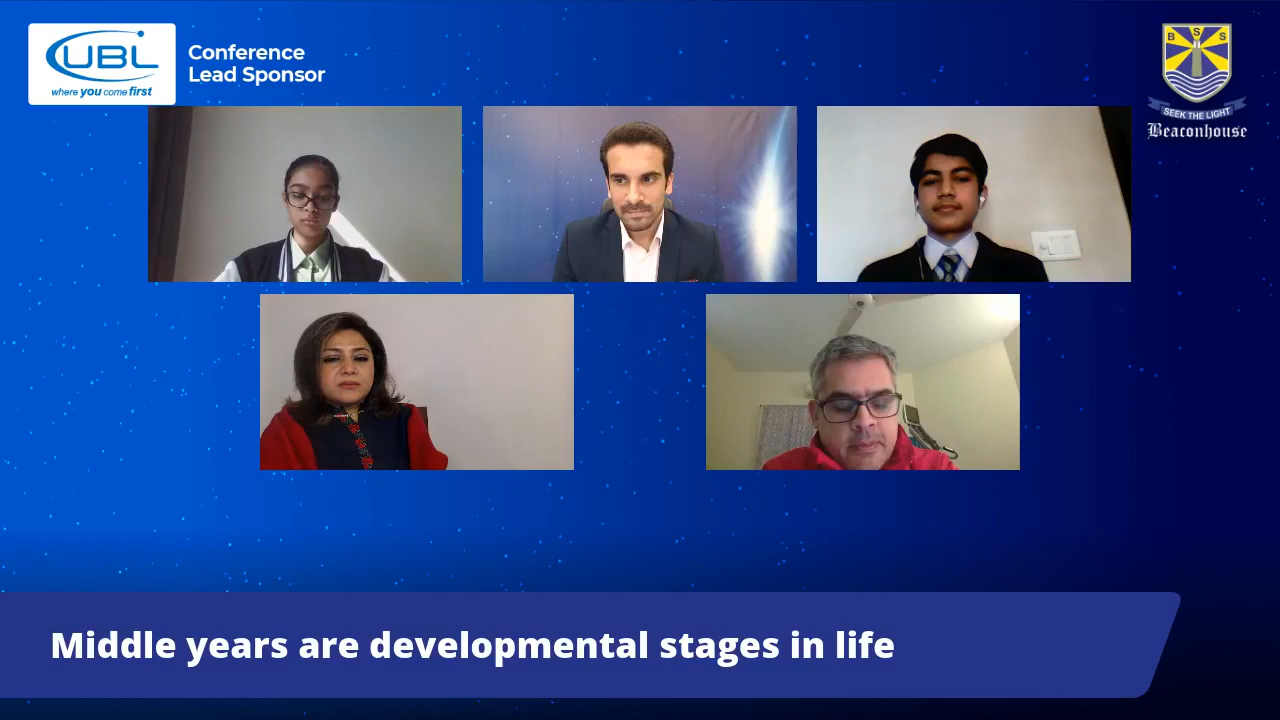 UBL
where you come first
Conference
Lead Sponsor
B S S
SEEK THE LIGHT
Beaconhouse
Middle years are developmental stages in life